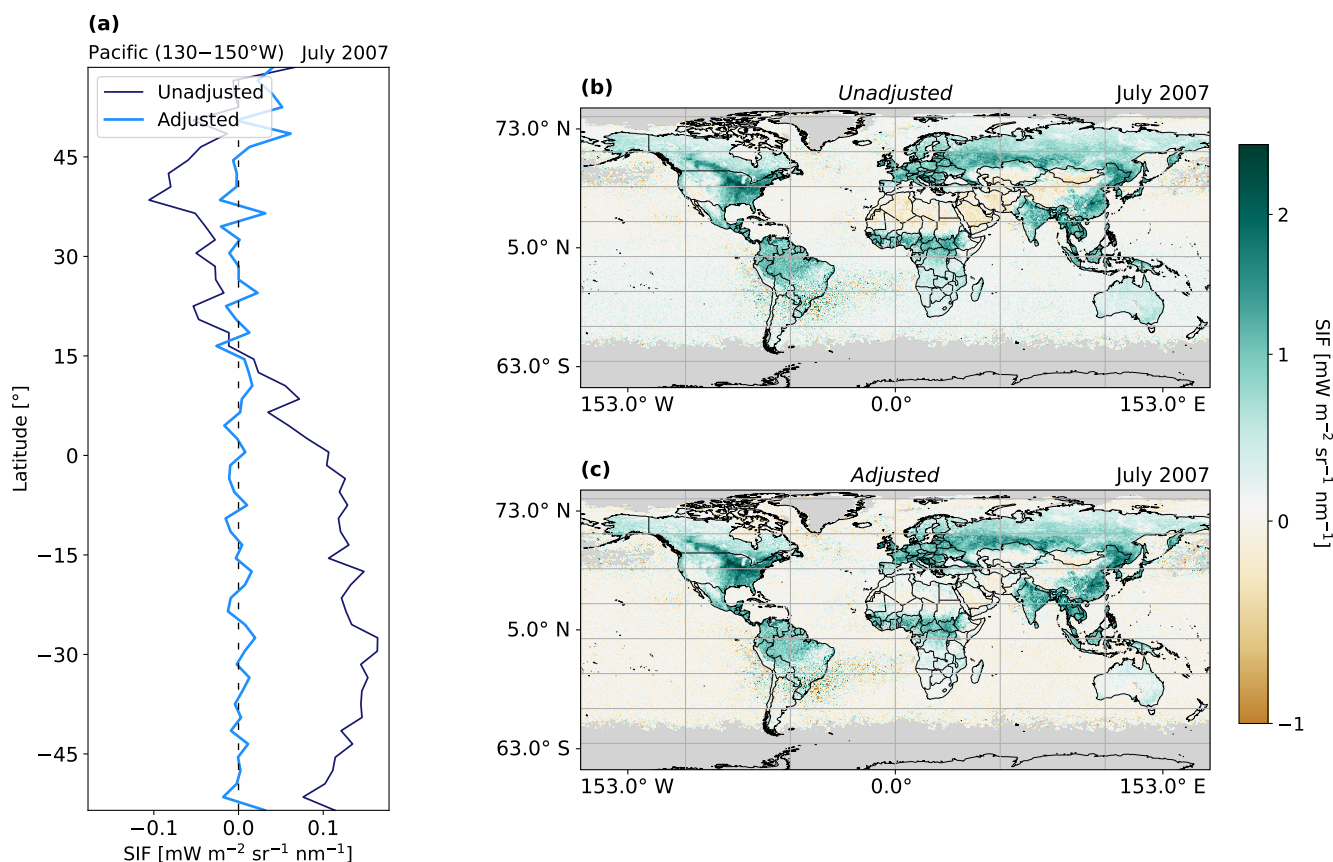 (a)
Pacific (130−150°W) July 2007
Unadjusted
Adjusted
45
30
15
0
−15
−30
−45
Latitude [°]
−0.1 0.0 0.1
SIF [mW m⁻² sr⁻¹ nm⁻¹]
(b)
Unadjusted July 2007
73.0° N
5.0° N
63.0° S
153.0° W 0.0° 153.0° E
(c)
Adjusted July 2007
73.0° N
5.0° N
63.0° S
153.0° W 0.0° 153.0° E
2
1
0
−1
SIF [mW m⁻² sr⁻¹ nm⁻¹]